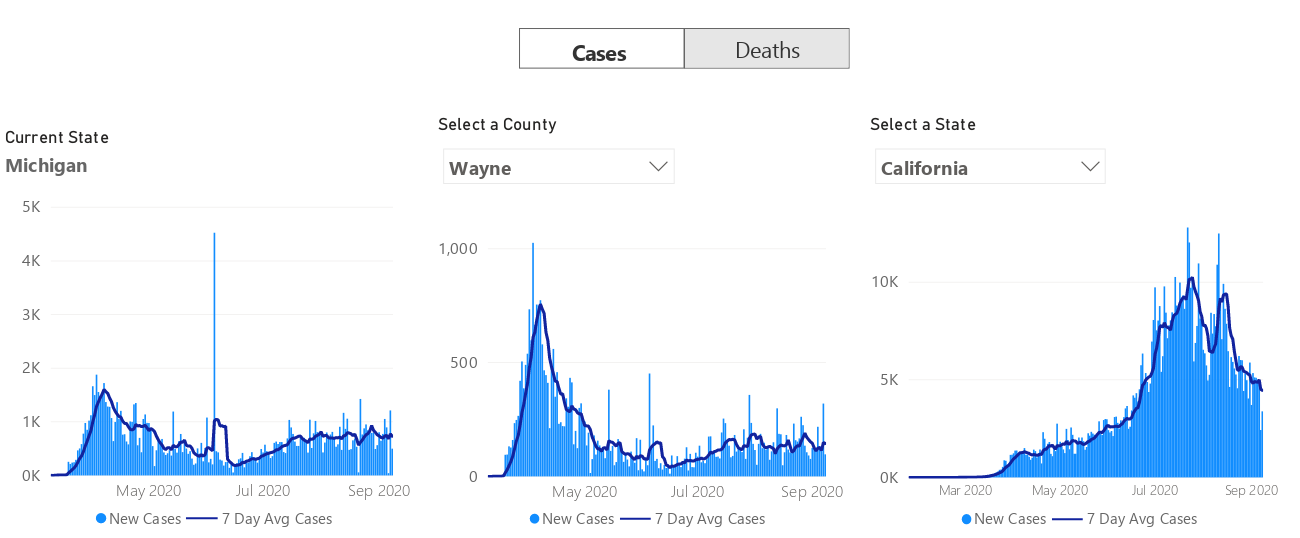 Cases Deaths
Current State
Michigan
5K
4K
3K
2K
1K
0K
May 2020 Jul 2020 Sep 2020
New Cases 7 Day Avg Cases
Select a County
Wayne
1,000
500
0
May 2020 Jul 2020 Sep 2020
New Cases 7 Day Avg Cases
Select a State
California
10K
5K
0K
Mar 2020 May 2020 Jul 2020 Sep 2020
New Cases 7 Day Avg Cases